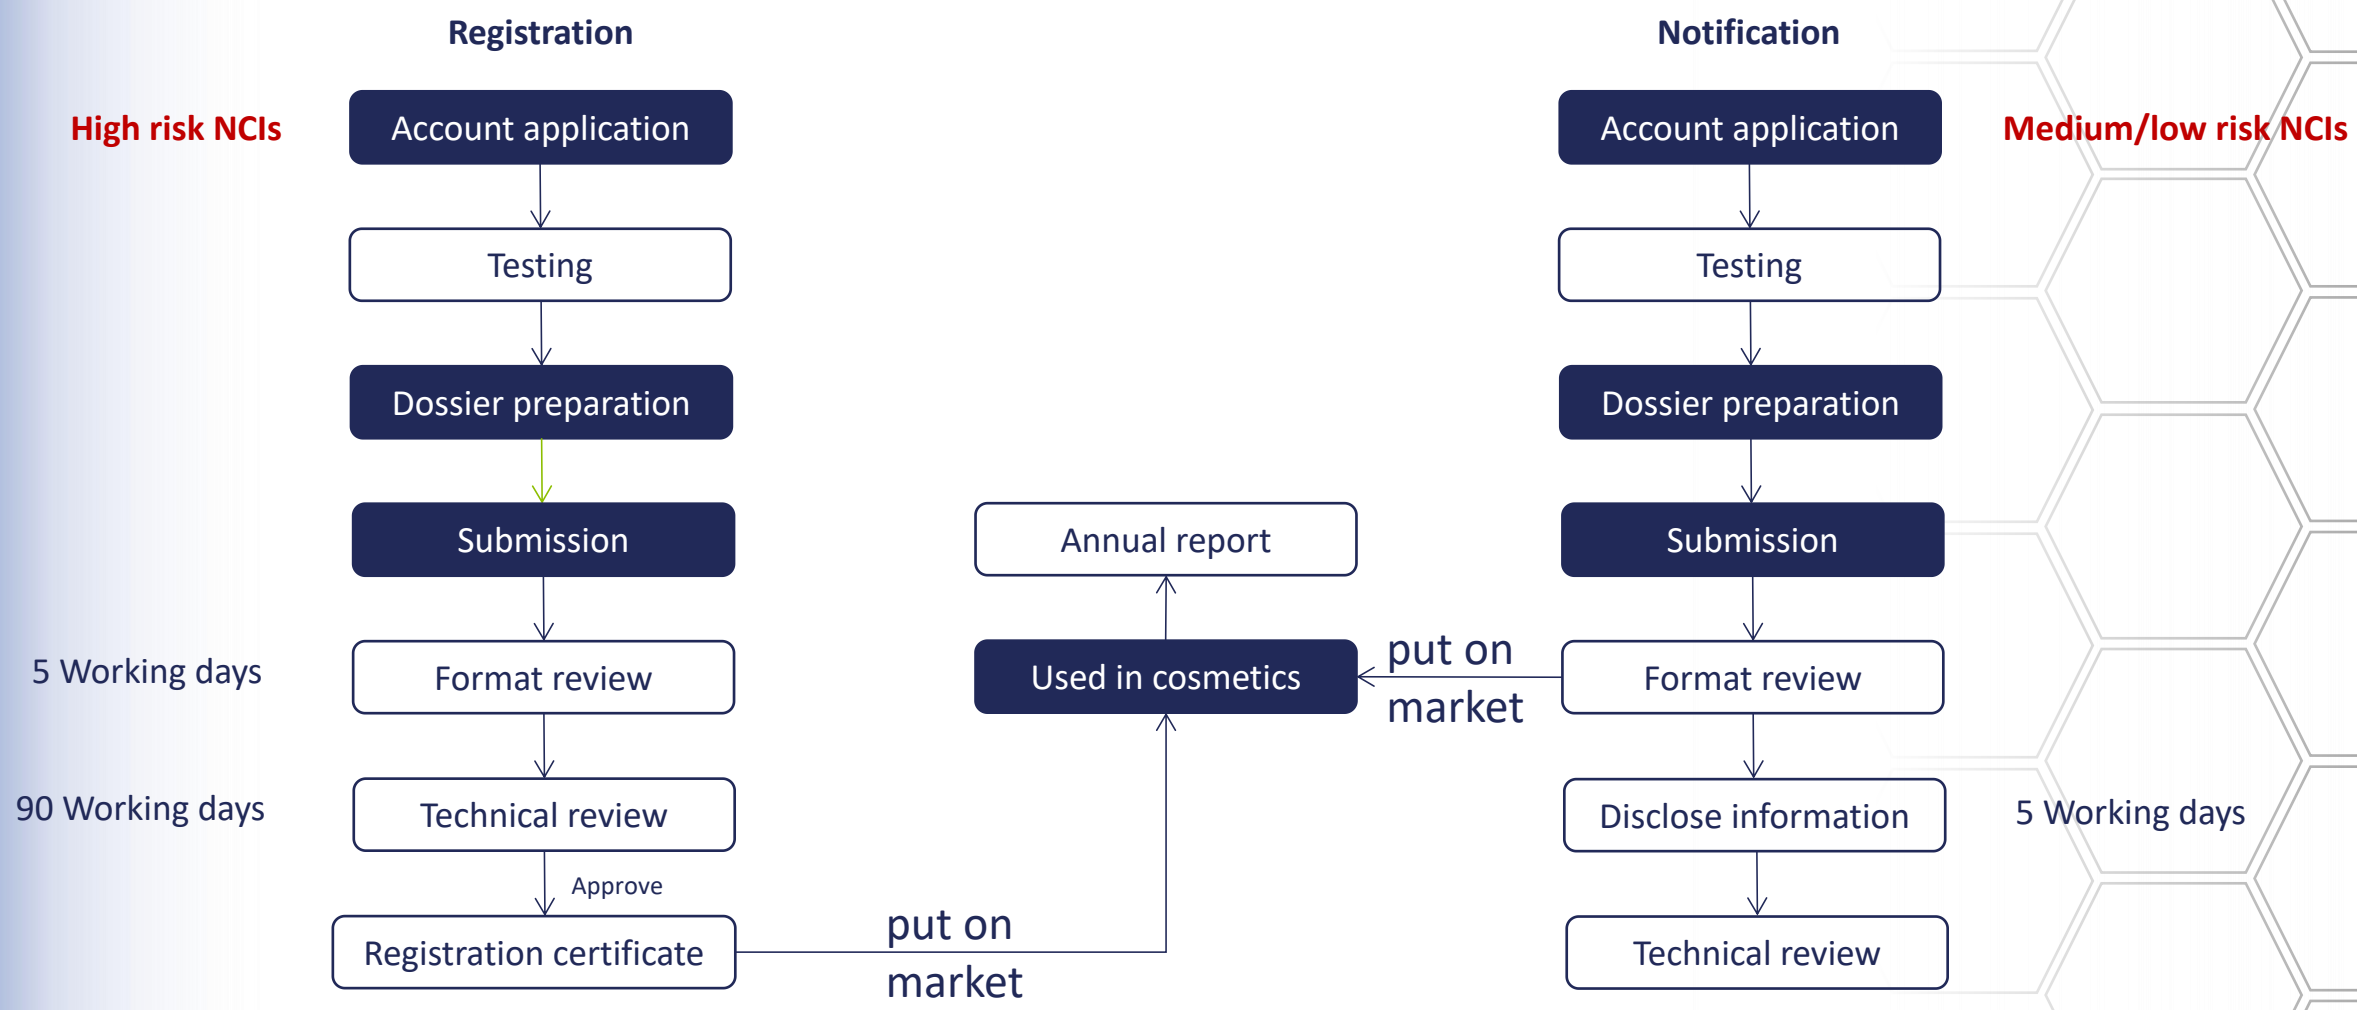 Registration
High risk NCIs
Account application
Testing
Dossier preparation
Submission
5 Working days
Format review
90 Working days
Technical review
Approve
Registration certificate
put on
market
Annual report
Used in cosmetics
put on
market
Notification
Medium/low risk NCIs
Account application
Testing
Dossier preparation
Submission
Format review
Disclose information
5 Working days
Technical review